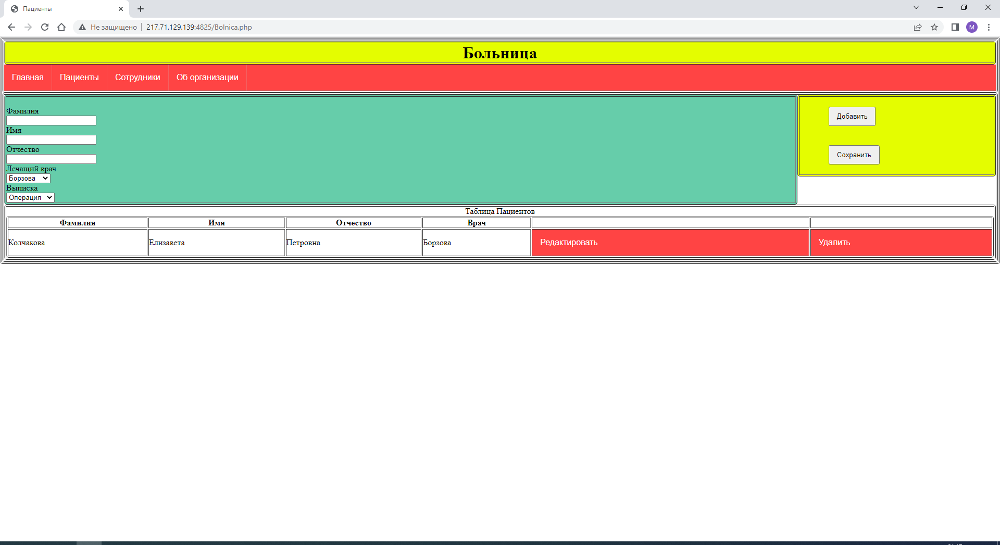 Пациенты
Не защищено 217.71.129.139:4825/Bolnica.php
M
Больница
Главная Пациенты Сотрудники Об организации
Фамилия
Имя
Отчество
Лечащий врач
Борзова
Выписка
Операция
Добавить
Сохранить
Таблица Пациентов
Фамилия Имя Отчество Врач
Колчакова Елизавета Петровна Борзова Редактировать Удалить